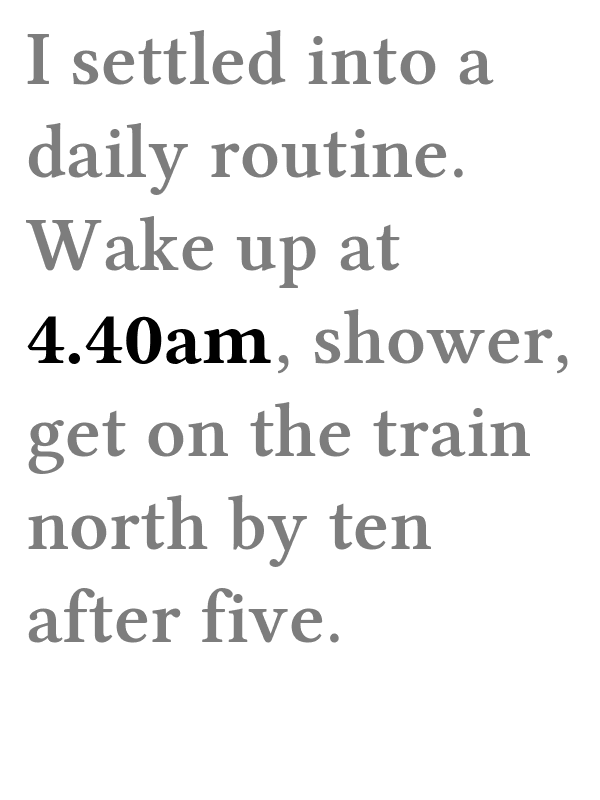 I settled into a
daily routine.
Wake up at
4.40am, shower,
get on the train
north by ten
after five.